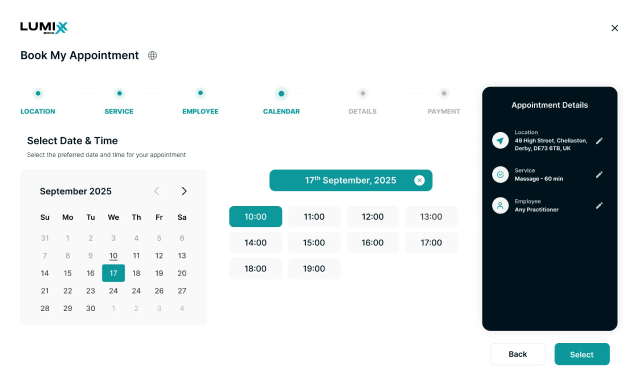 LUMIX
Book My Appointment
LOCATION SERVICE EMPLOYEE CALENDAR DETAILS PAYMENT
Select Date & Time
Select the preferred date and time for your appointment
September 2025
Su Mo Tu We Th Fr Sa
31 1 2 3 4 5 6
7 8 9 10 11 12 13
14 15 16 17 18 19 20
21 22 23 24 24 26 27
28 29 30 1 2 3 4
17th September, 2025
10:00 11:00 12:00 13:00
14:00 15:00 16:00 17:00
18:00 19:00
Appointment Details
Location
49 High Street, Chellaston,
Derby, DE73 6TB, UK
Service
Massage - 60 min
Employee
Any Practitioner
Back Select